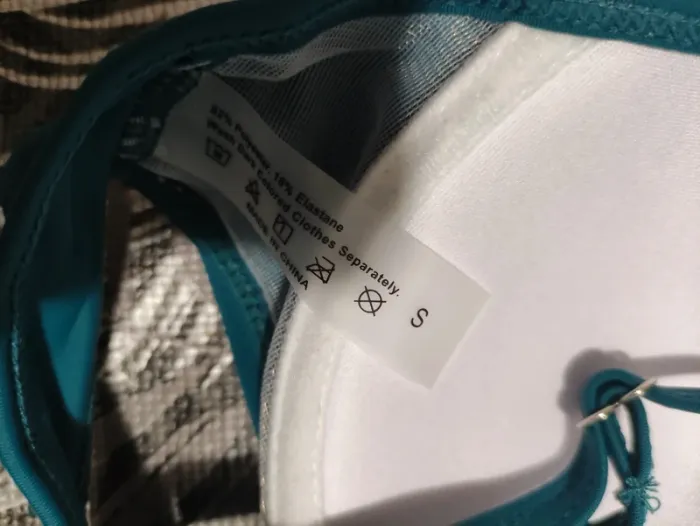 82% Polyester, 18% Elastane
Wash Dark Colored Clothes Separately.
MADE IN CHINA
S